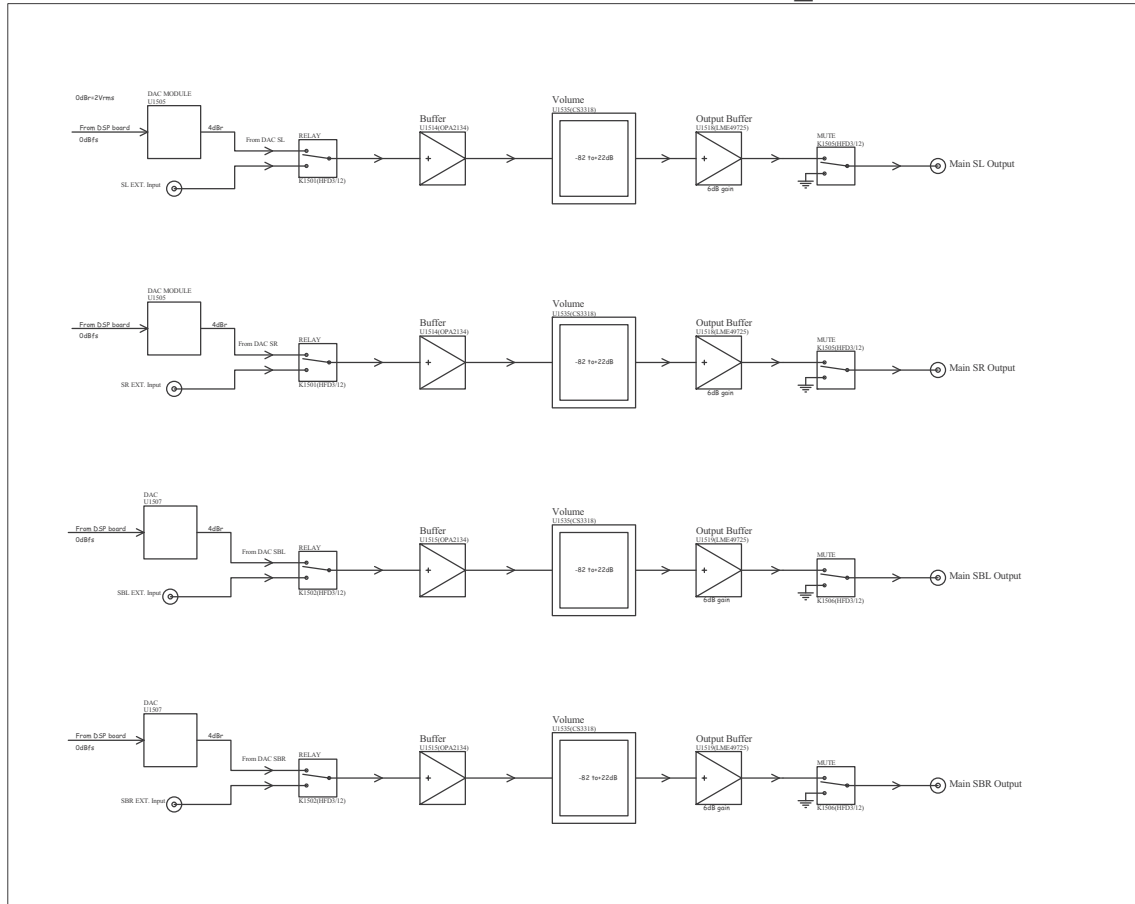 0dBr=2Vrms
DAC MODULE
U1505
From DSP board
0dBfs
4dBr
From DAC SL
SL EXT. Input
RELAY
K1501(HFD3/12)
Buffer
U1514(OPA2134)
+
Volume
U1535(CS3318)
-82 to+22dB
Output Buffer
U1518(LME49725)
+
6dB gain
MUTE
K1505(HFD3/12)
Main SL Output
DAC MODULE
U1505
From DSP board
0dBfs
4dBr
From DAC SR
SR EXT. Input
RELAY
K1501(HFD3/12)
Buffer
U1514(OPA2134)
+
Volume
U1535(CS3318)
-82 to+22dB
Output Buffer
U1518(LME49725)
+
6dB gain
MUTE
K1505(HFD3/12)
Main SR Output
DAC
U1507
From DSP board
0dBfs
4dBr
From DAC SBL
SBL EXT. Input
RELAY
K1502(HFD3/12)
Buffer
U1515(OPA2134)
+
Volume
U1535(CS3318)
-82 to+22dB
Output Buffer
U1519(LME49725)
+
6dB gain
MUTE
K1506(HFD3/12)
Main SBL Output
DAC
U1507
From DSP board
0dBfs
4dBr
From DAC SBR
SBR EXT. Input
RELAY
K1502(HFD3/12)
Buffer
U1515(OPA2134)
+
Volume
U1535(CS3318)
-82 to+22dB
Output Buffer
U1519(LME49725)
+
6dB gain
MUTE
K1506(HFD3/12)
Main SBR Output